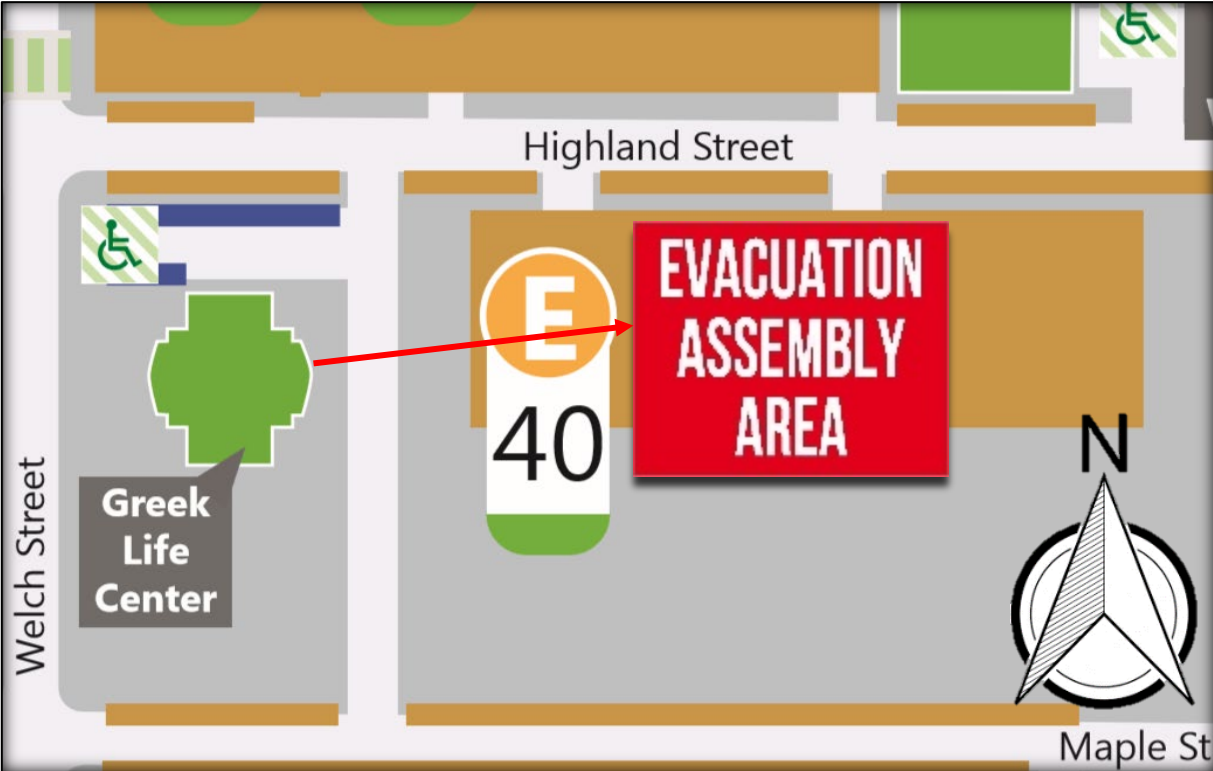 Highland Street
E
40
EVACUATION
ASSEMBLY
AREA
N
Greek
Life
Center
Welch Street
Maple St